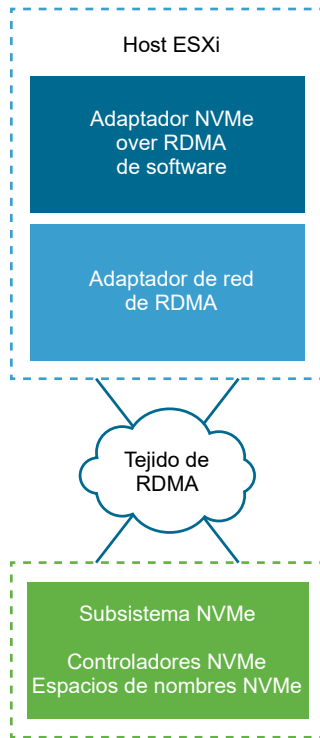 Host ESXi
Adaptador NVMe
over RDMA
de software
Adaptador de red
de RDMA
Tejido de
RDMA
Subsistema NVMe
Controladores NVMe
Espacios de nombres NVMe